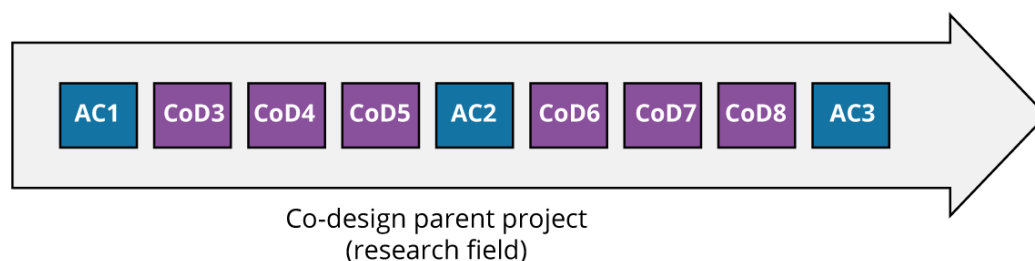 AC1 CoD3 CoD4 CoD5 AC2 CoD6 CoD7 CoD8 AC3
Co-design parent project
(research field)